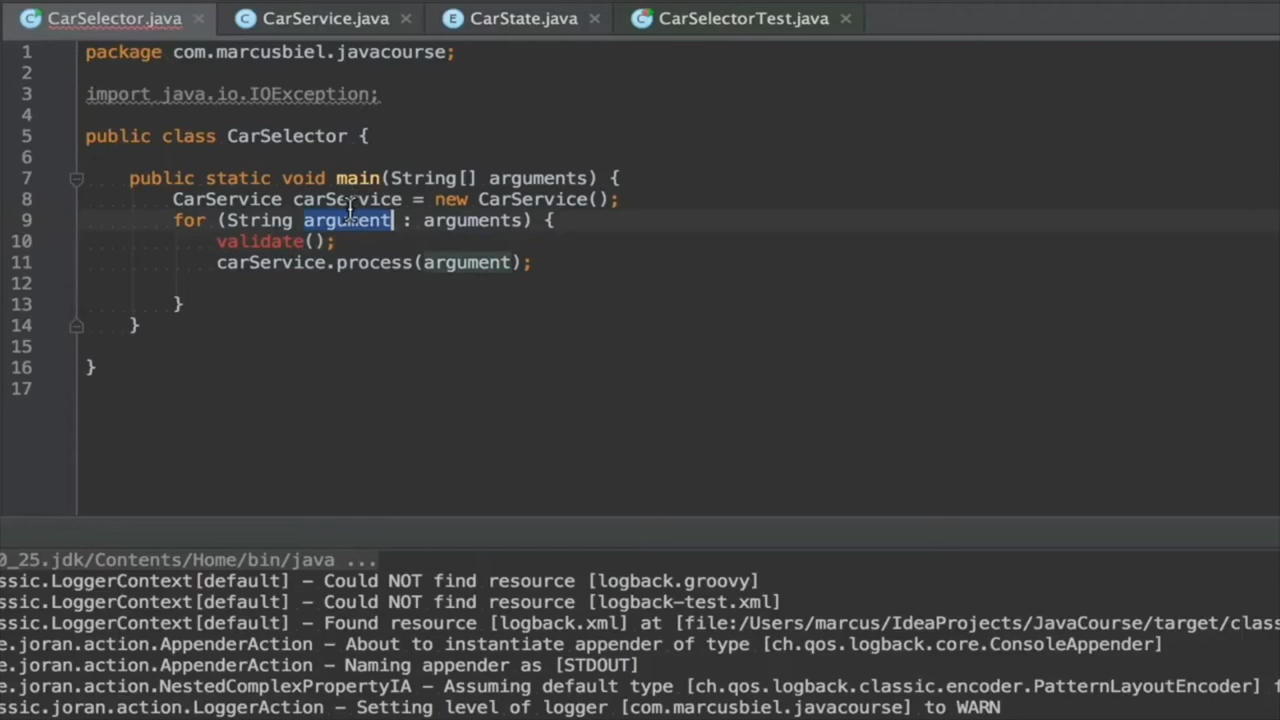 CarSelector.java CarService.java CarState.java CarSelectorTest.java
1 package com.marcusbiel.javacourse;
2
3 import java.io.IOException;
4
5 public class CarSelector {
6
7 public static void main(String[] arguments) {
8 CarService carService = new CarService();
9 for (String argument : arguments) {
10 validate();
11 carService.process(argument);
12
13 }
14 }
15
16 }
17
0_25.jdk/Contents/Home/bin/java ...
ssic.LoggerContext[default] - Could NOT find resource [logback.groovy]
ssic.LoggerContext[default] - Could NOT find resource [logback-test.xml]
ssic.LoggerContext[default] - Found resource [logback.xml] at [file:/Users/marcus/IdeaProjects/JavaCourse/target/class
e.joran.action.AppenderAction - About to instantiate appender of type [ch.qos.logback.core.ConsoleAppender]
e.joran.action.AppenderAction - Naming appender as [STDOUT]
e.joran.action.NestedComplexPropertyIA - Assuming default type [ch.qos.logback.classic.encoder.PatternLayoutEncoder] f
ssic.joran.action.LoggerAction - Setting level of logger [com.marcusbiel.javacourse] to WARN